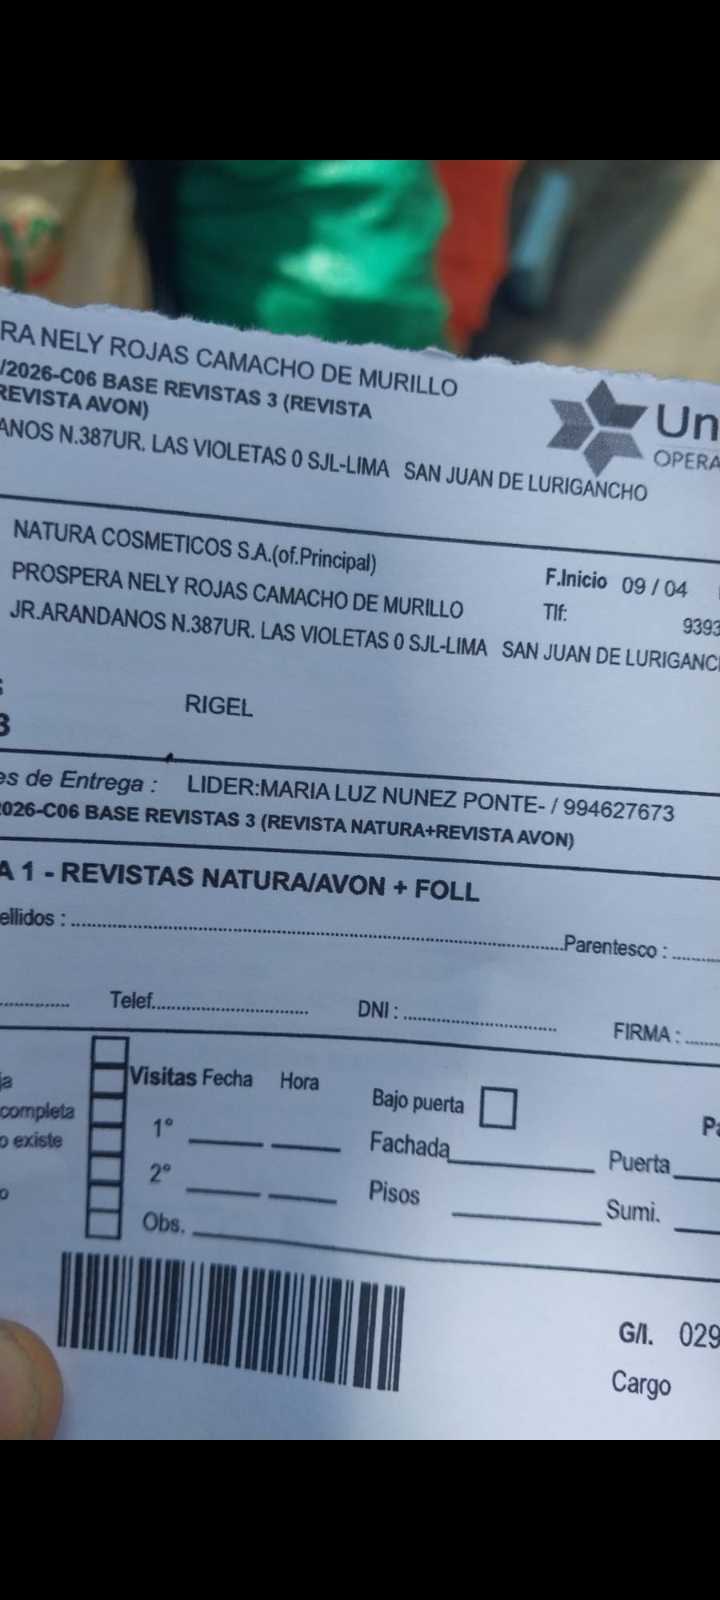 RA NELY ROJAS CAMACHO DE MURILLO
/2026-C06 BASE REVISTAS 3 (REVISTA
REVISTA AVON)
ANOS N.387UR. LAS VIOLETAS 0 SJL-LIMA SAN JUAN DE LURIGANCHO
Un
OPERA
NATURA COSMETICOS S.A.(of.Principal)
F.Inicio 09 / 04
PROSPERA NELY ROJAS CAMACHO DE MURILLO
Tlf: 9393
JR.ARANDANOS N.387UR. LAS VIOLETAS 0 SJL-LIMA SAN JUAN DE LURIGANC
RIGEL
3
es de Entrega : LIDER:MARIA LUZ NUNEZ PONTE- / 994627673
026-C06 BASE REVISTAS 3 (REVISTA NATURA+REVISTA AVON)
A 1 - REVISTAS NATURA/AVON + FOLL
ellidos : Parentesco :
Telef. DNI : FIRMA :
ja
completa
o existe
o
Visitas Fecha Hora
1°
2°
Obs.
Bajo puerta
Fachada Puerta
Pisos Sumi.
Pa
G/I. 029
Cargo